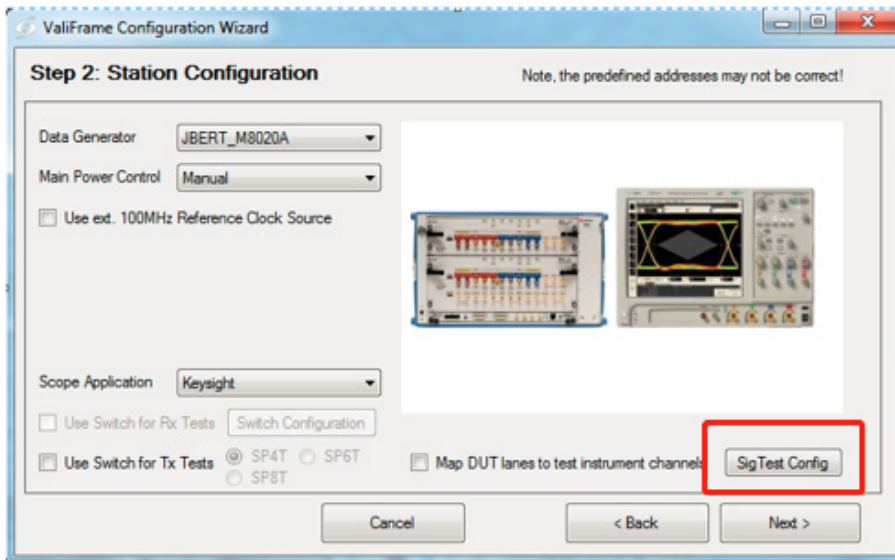 ValiFrame Configuration Wizard
Step 2: Station Configuration
Note, the predefined addresses may not be correct!
Data Generator JBERT_M8020A
Main Power Control Manual
Use ext. 100MHz Reference Clock Source
Scope Application Keysight
Use Switch for Rx Tests Switch Configuration
Use Switch for Tx Tests SP4T SP6T
SP8T
Map DUT lanes to test instrument channels SigTest Config
Cancel < Back Next >